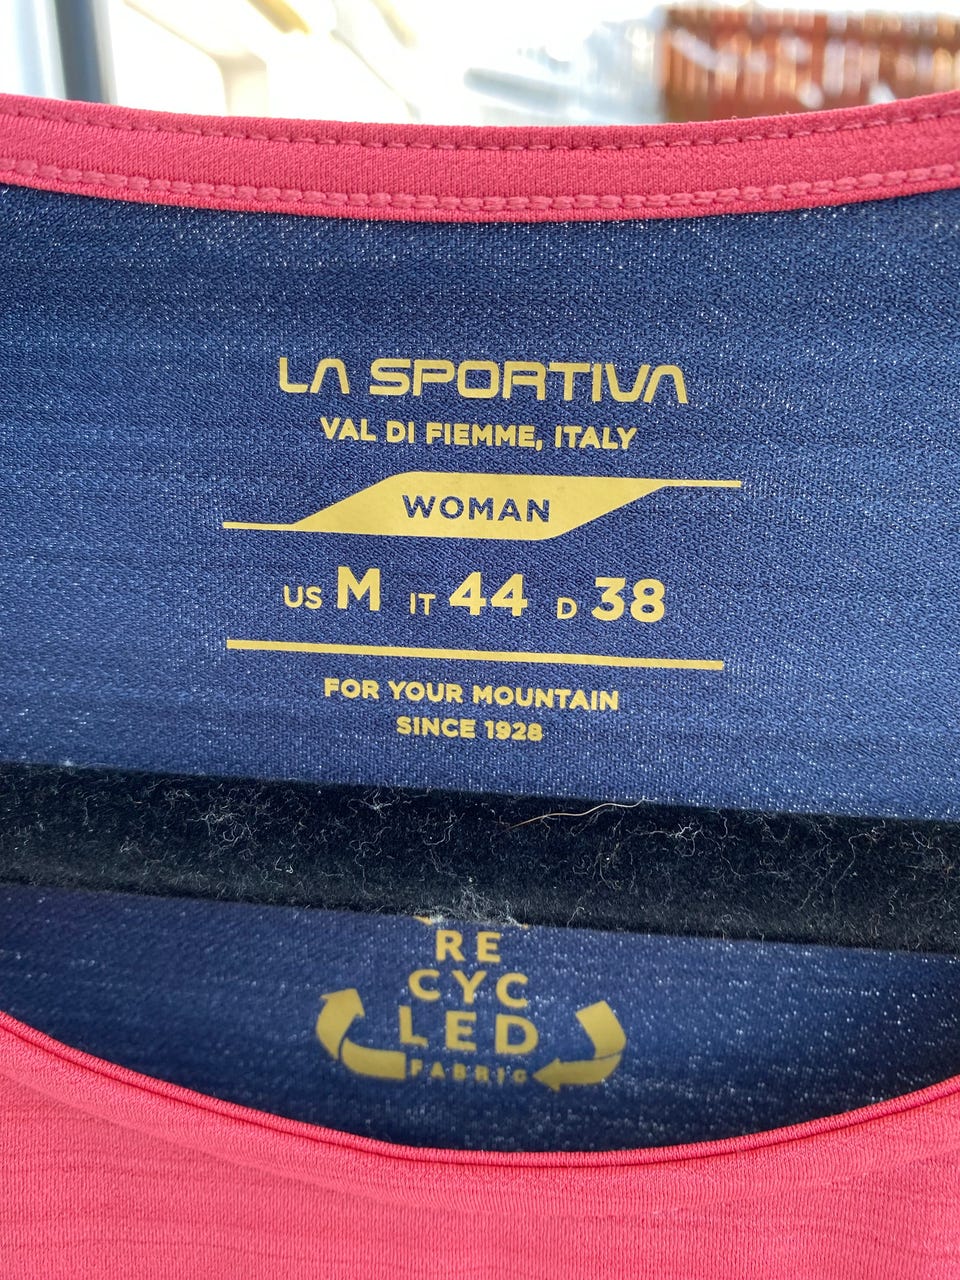 LA SPORTIVA
VAL DI FIEMME, ITALY
WOMAN
US M IT 44 D 38
FOR YOUR MOUNTAIN
SINCE 1928
RE
CYC
LED
FABRIC